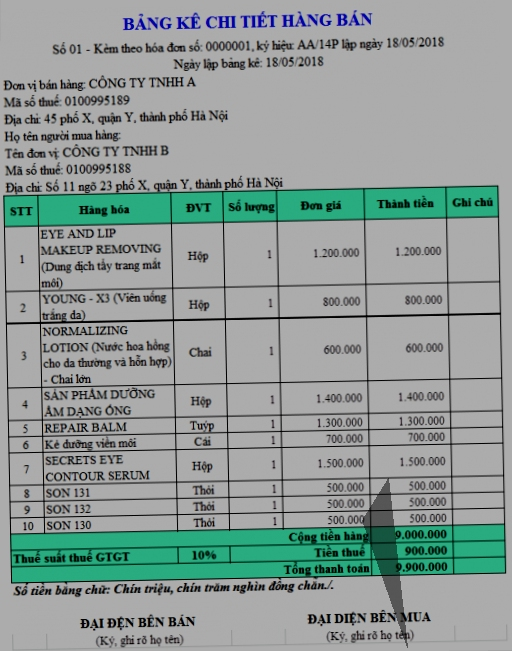 BẢNG KÊ CHI TIẾT HÀNG BÁN
Số 01 - Kèm theo hóa đơn số: 0000001, ký hiệu: AA/14P lập ngày 18/05/2018
Ngày lập bảng kê: 18/05/2018
Đơn vị bán hàng: CÔNG TY TNHH A
Mã số thuế: 0100995189
Địa chỉ: 45 phố X, quận Y, thành phố Hà Nội
Họ tên người mua hàng:
Tên đơn vị: CÔNG TY TNHH B
Mã số thuế: 0100995188
Địa chỉ: Số 11 ngõ 23 phố X, quận Y, thành phố Hà Nội
STT Hàng hóa ĐVT Số lượng Đơn giá Thành tiền Ghi chú
EYE AND LIP
MAKEUP REMOVING
1 (Dung dịch tẩy trang mắt Hộp 1 1.200.000 1.200.000
môi)
2 YOUNG - X3 (Viên uống Hộp 1 800.000 800.000
trắng da)
NORMALIZING
3 LOTION (Nước hoa hồng Chai 1 600.000 600.000
cho da thường và hỗn hợp)
- Chai lớn
4 SẢN PHẨM DƯỠNG Hộp 1 1.400.000 1.400.000
ẨM DẠNG ỐNG
5 REPAIR BALM Tuýp 1 1.300.000 1.300.000
6 Kẻ dưỡng viền môi Cái 1 700.000 700.000
7 SECRETS EYE Hộp 1 1.500.000 1.500.000
CONTOUR SERUM
8 SON 131 Thỏi 1 500.000 500.000
9 SON 132 Thỏi 1 500.000 500.000
10 SON 130 Thỏi 1 500.000 500.000
Cộng tiền hàng 9.000.000
Thuế suất thuế GTGT 10% Tiền thuế 900.000
Tổng thanh toán 9.900.000
Số tiền bằng chữ: Chín triệu, chín trăm nghìn đồng chẵn./.
ĐẠI ĐIỆN BÊN BÁN ĐẠI DIỆN BÊN MUA
(Ký, ghi rõ họ tên) (Ký, ghi rõ họ tên)